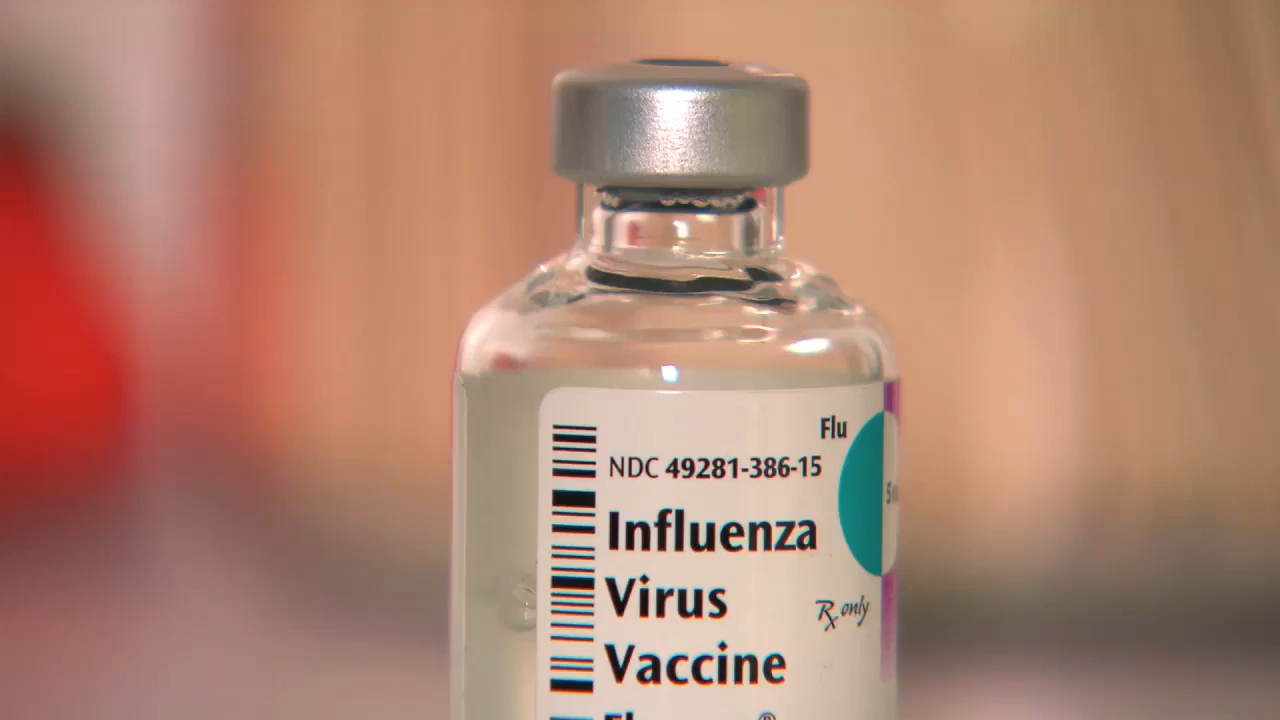 Flu
NDC 49281-386-15
Influenza
Virus
Rx only
Vaccine